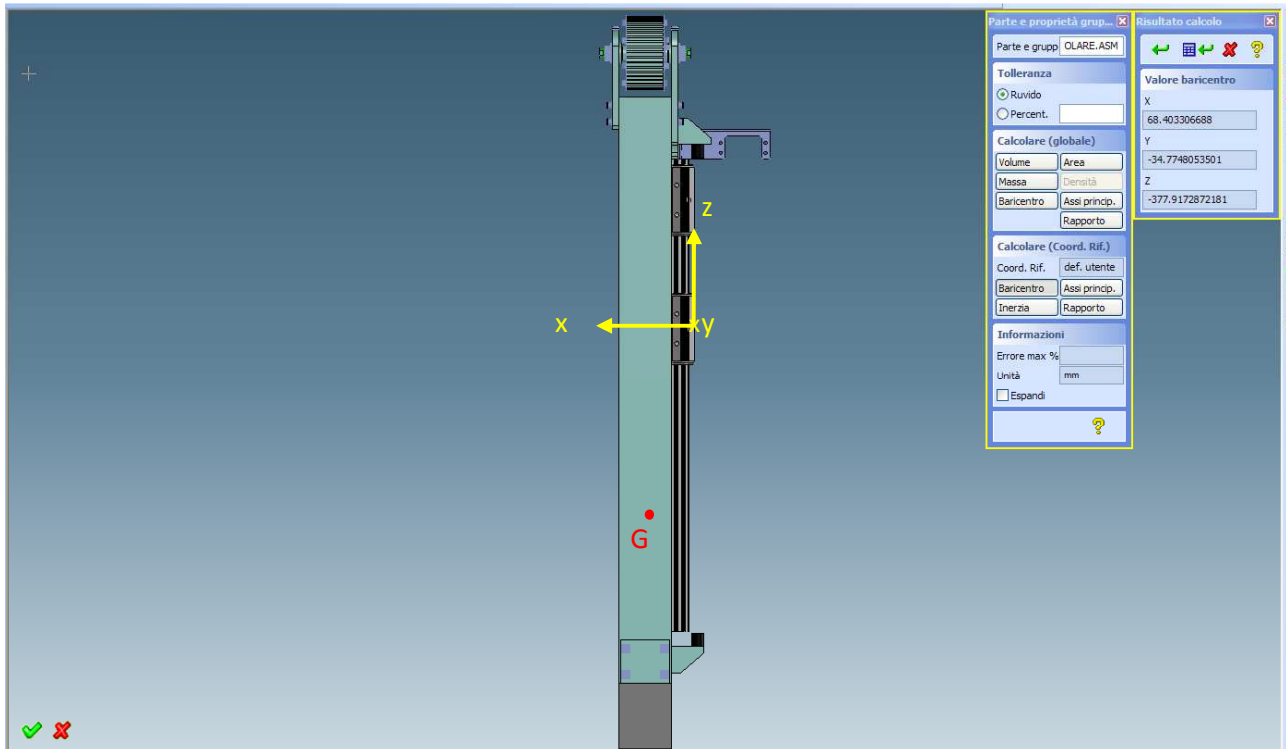 Parte e proprietà grup...
Parte e grupp OLARE.ASM
Tolleranza
Ruvido
Percent.
Calcolare (globale)
Volume Area
Massa Densità
Baricentro Assi princip.
Rapporto
Calcolare (Coord. Rif.)
Coord. Rif. def. utente
Baricentro Assi princip.
Inerzia Rapporto
Informazioni
Errore max %
Unità mm
Espandi
Risultato calcolo
Valore baricentro
X
68.403306688
Y
-34.7748053501
Z
-377.9172872181
z
x
xy
G